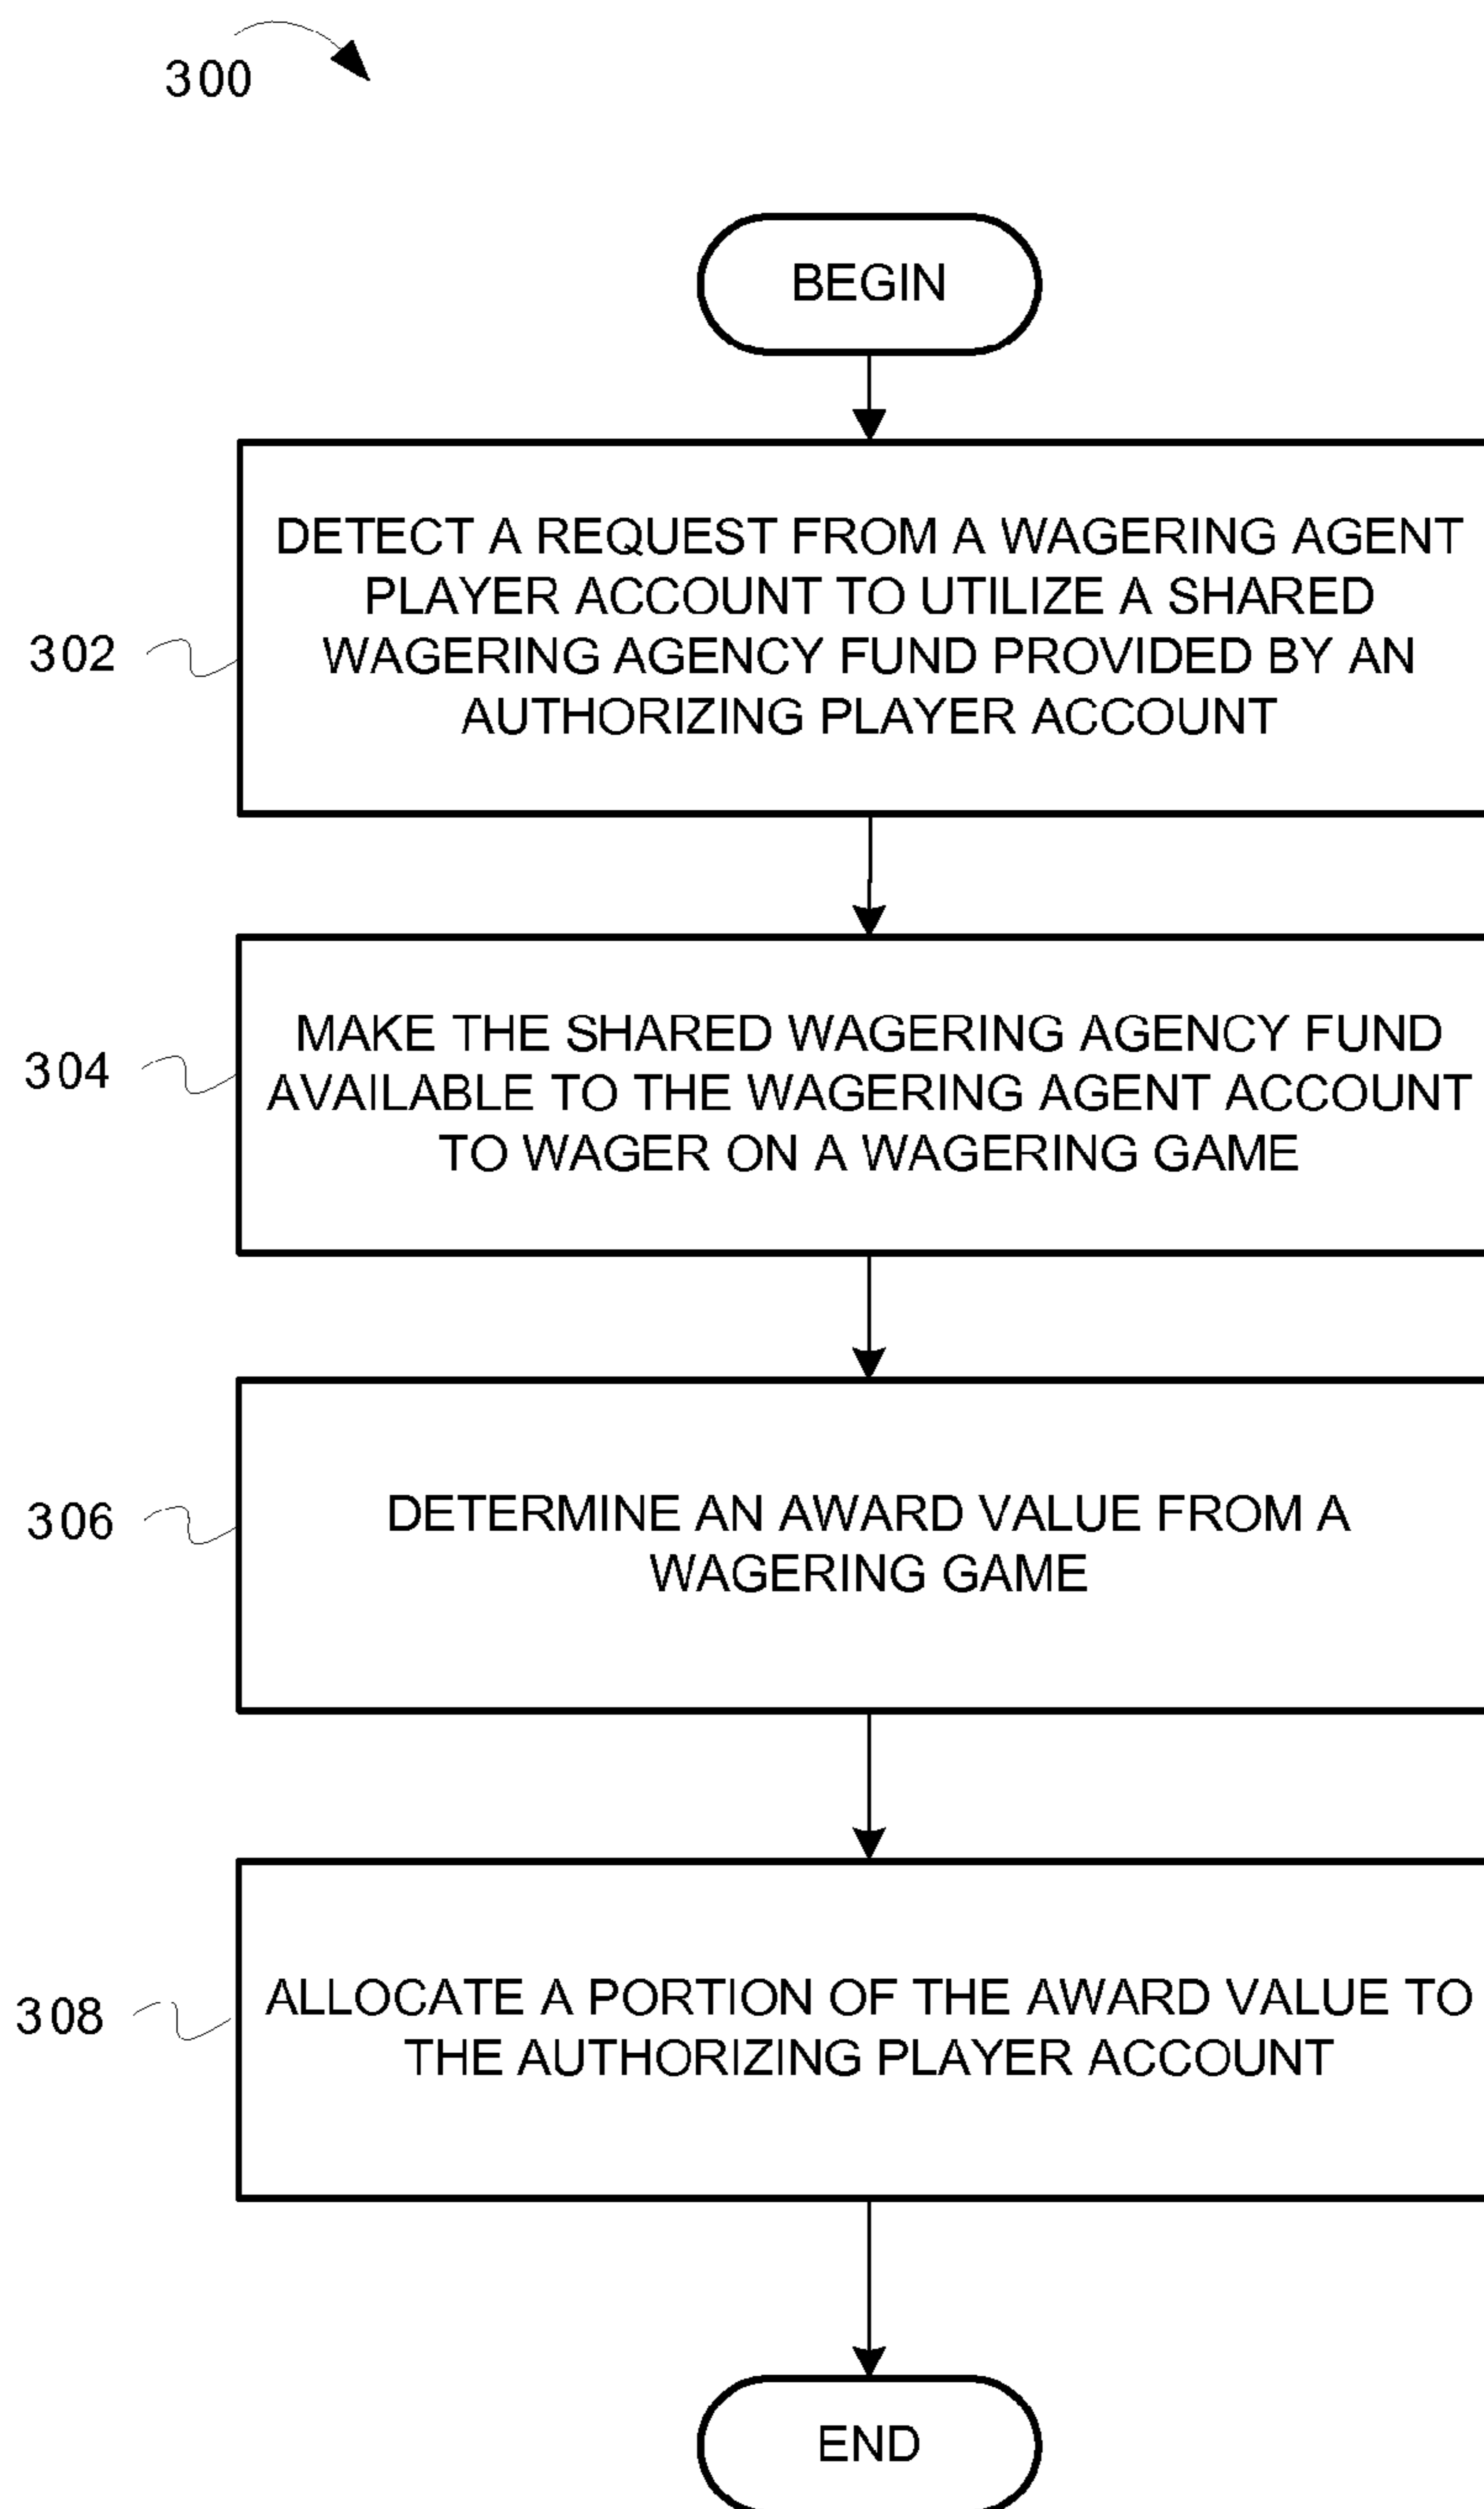 300
BEGIN
DETECT A REQUEST FROM A WAGERING AGENT
PLAYER ACCOUNT TO UTILIZE A SHARED
WAGERING AGENCY FUND PROVIDED BY AN
AUTHORIZING PLAYER ACCOUNT
302
MAKE THE SHARED WAGERING AGENCY FUND
AVAILABLE TO THE WAGERING AGENT ACCOUNT
TO WAGER ON A WAGERING GAME
304
DETERMINE AN AWARD VALUE FROM A
WAGERING GAME
306
ALLOCATE A PORTION OF THE AWARD VALUE TO
THE AUTHORIZING PLAYER ACCOUNT
308
END